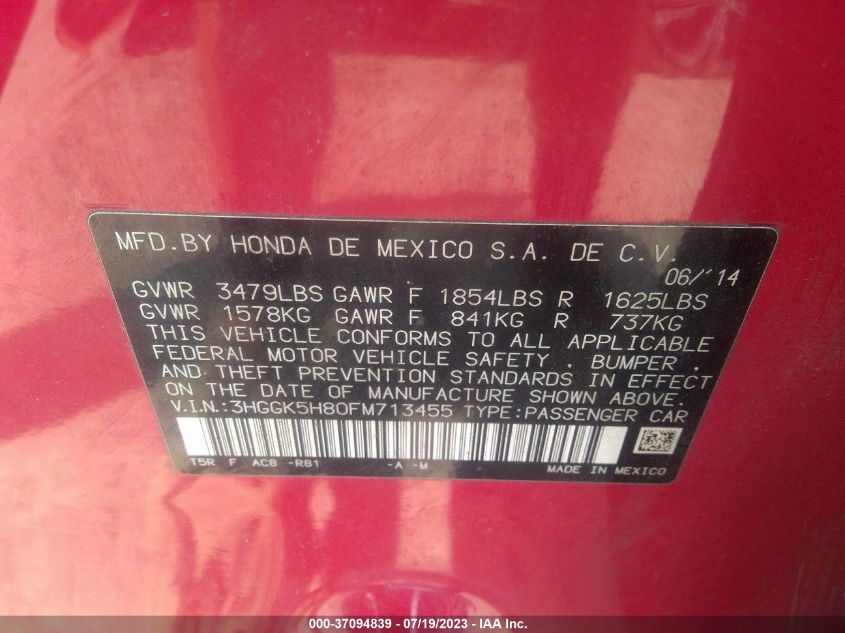 MFD.BY HONDA DE MEXICO S.A. DE C.V.
06/'14
GVWR 3479LBS GAWR F 1854LBS R 1625LBS
GVWR 1578KG GAWR F 841KG R 737KG
THIS VEHICLE CONFORMS TO ALL APPLICABLE
FEDERAL MOTOR VEHICLE SAFETY , BUMPER ,
AND THEFT PREVENTION STANDARDS IN EFFECT
ON THE DATE OF MANUFACTURE SHOWN ABOVE.
V.I.N.:3HGGK5H80FM713455 TYPE:PASSENGER CAR
T5R F AC8 -R81 -A -M MADE IN MEXICO
000-37094839 - 07/19/2023 - IAA Inc.